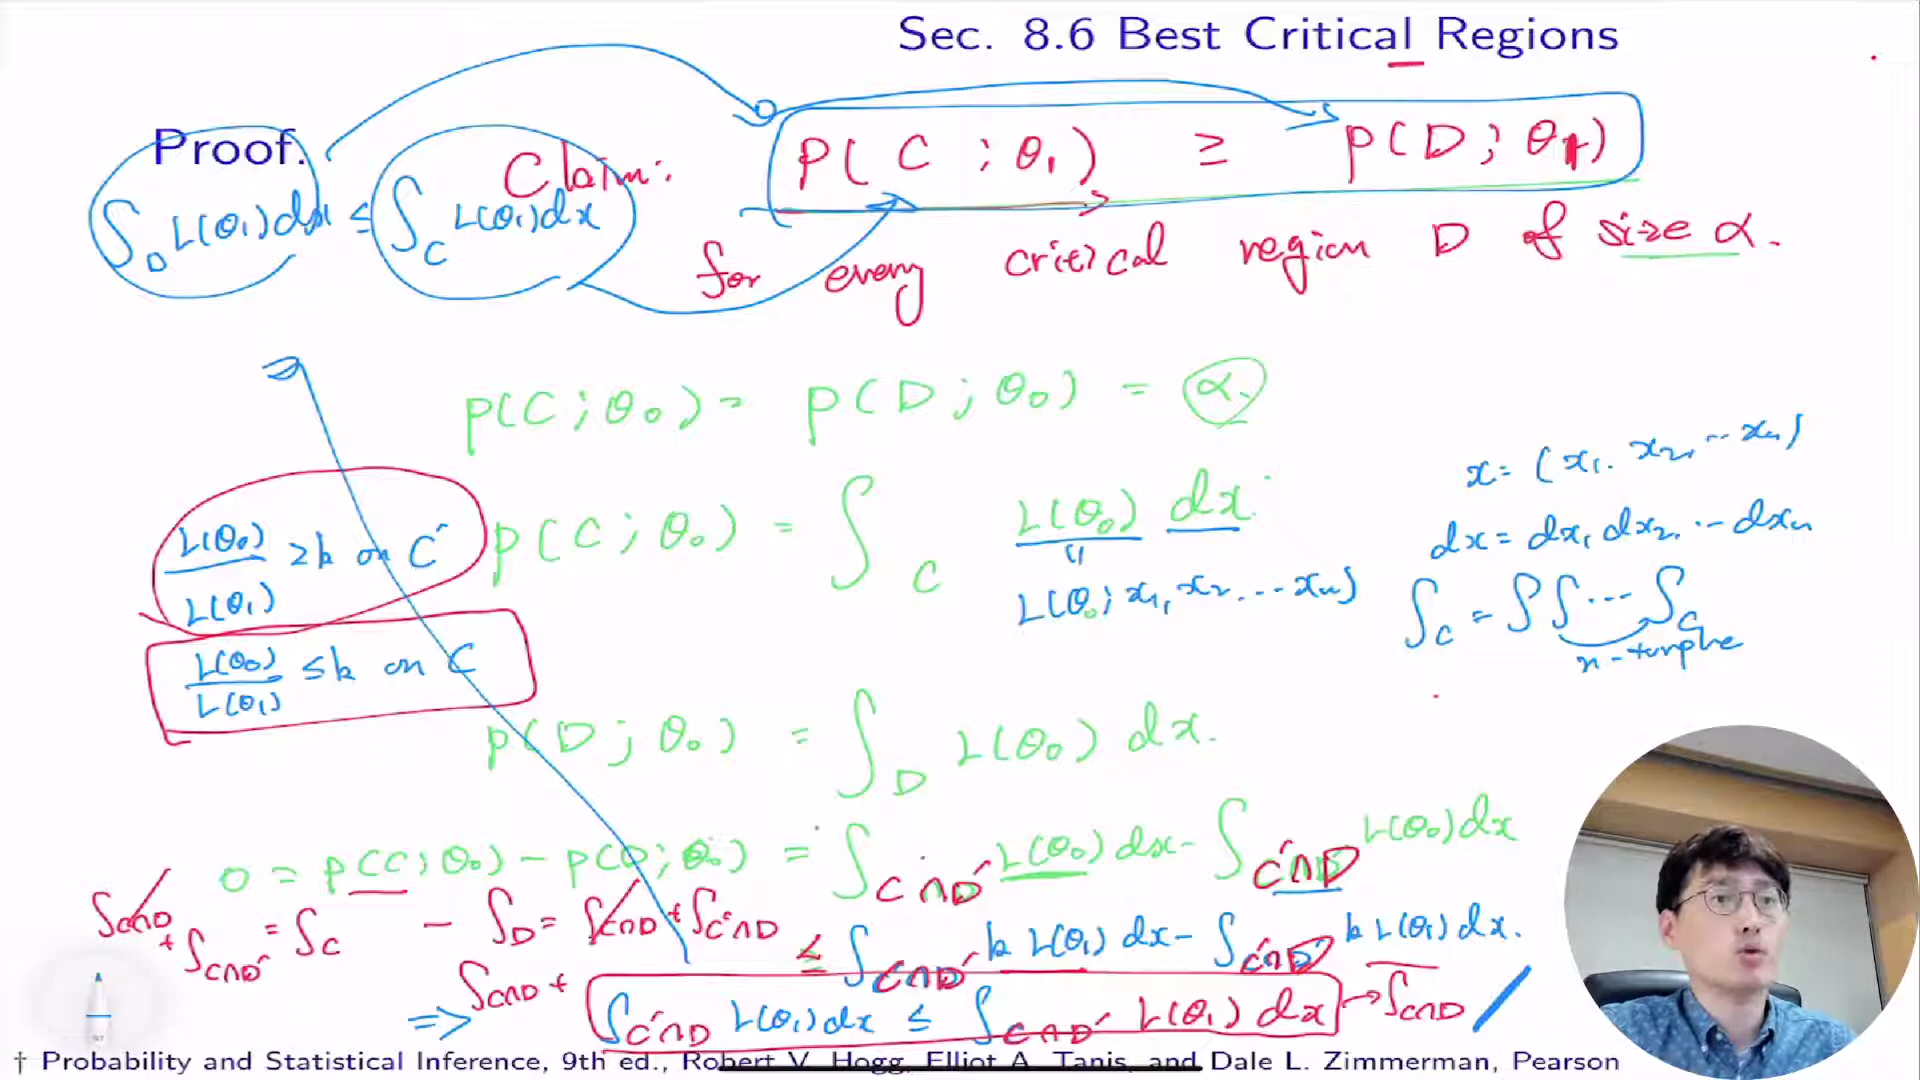 Sec. 8.6 Best Critical Regions
Proof.
Claim: P( C ; θ₁ ) ≥ P( D ; θ₁ )
∫_D L(θ₁)dx ≤ ∫_C L(θ₁)dx
for every critical region D of size α.
P(C ; θ₀) = P(D ; θ₀) = α.
x = (x₁, x₂, ⋯ xₙ)
dx = dx₁ dx₂ ⋯ dxₙ
L(θ₀)/L(θ₁) ≥ k on C′
P(C ; θ₀) = ∫_C L(θ₀) dx.
L(θ₀; x₁, x₂, ⋯ xₙ)
∫_C = ∫∫⋯∫_C
L(θ₀)/L(θ₁) ≤ k on C
P(D ; θ₀) = ∫_D L(θ₀) dx.
0 = P(C; θ₀) − P(D; θ₀) = ∫_{C∩D′} L(θ₀) dx − ∫_{C′∩D} L(θ₀) dx
∫_{C∩D} + ∫_{C∩D′} = ∫_C − ∫_D = ∫_{C∩D} + ∫_{C′∩D}
≤ ∫_{C∩D′} k L(θ₁) dx − ∫_{C′∩D} k L(θ₁) dx.
⇒ ∫_{C∩D} + ∫_{C′∩D} L(θ₁)dx ≤ ∫_{C∩D′} L(θ₁) dx + ∫_{C∩D}
† Probability and Statistical Inference, 9th ed., Robert V. Hogg, Elliot A. Tanis, and Dale L. Zimmerman, Pearson